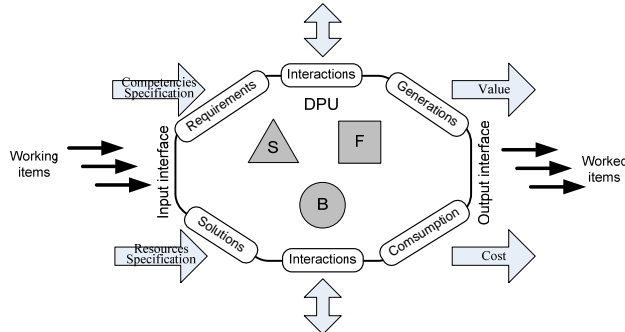 Interactions
Competencies
Specification
Requirements
DPU
Generations
Value
S
F
Working
items
Input interface
Output interface
Worked
items
B
Solutions
Comsumption
Resources
Specification
Interactions
Cost